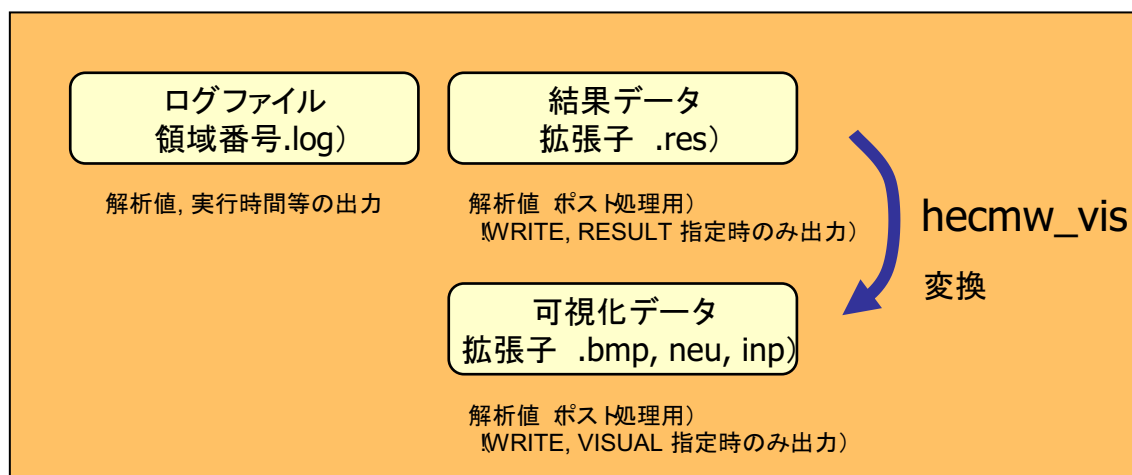 ログファイル
領域番号.log)
解析値, 実行時間等の出力
結果データ
拡張子 .res)
解析値 (ポスト処理用)
(!WRITE, RESULT 指定時のみ出力)
hecmw_vis
変換
可視化データ
拡張子 .bmp, neu, inp)
解析値 (ポスト処理用)
(!WRITE, VISUAL 指定時のみ出力)